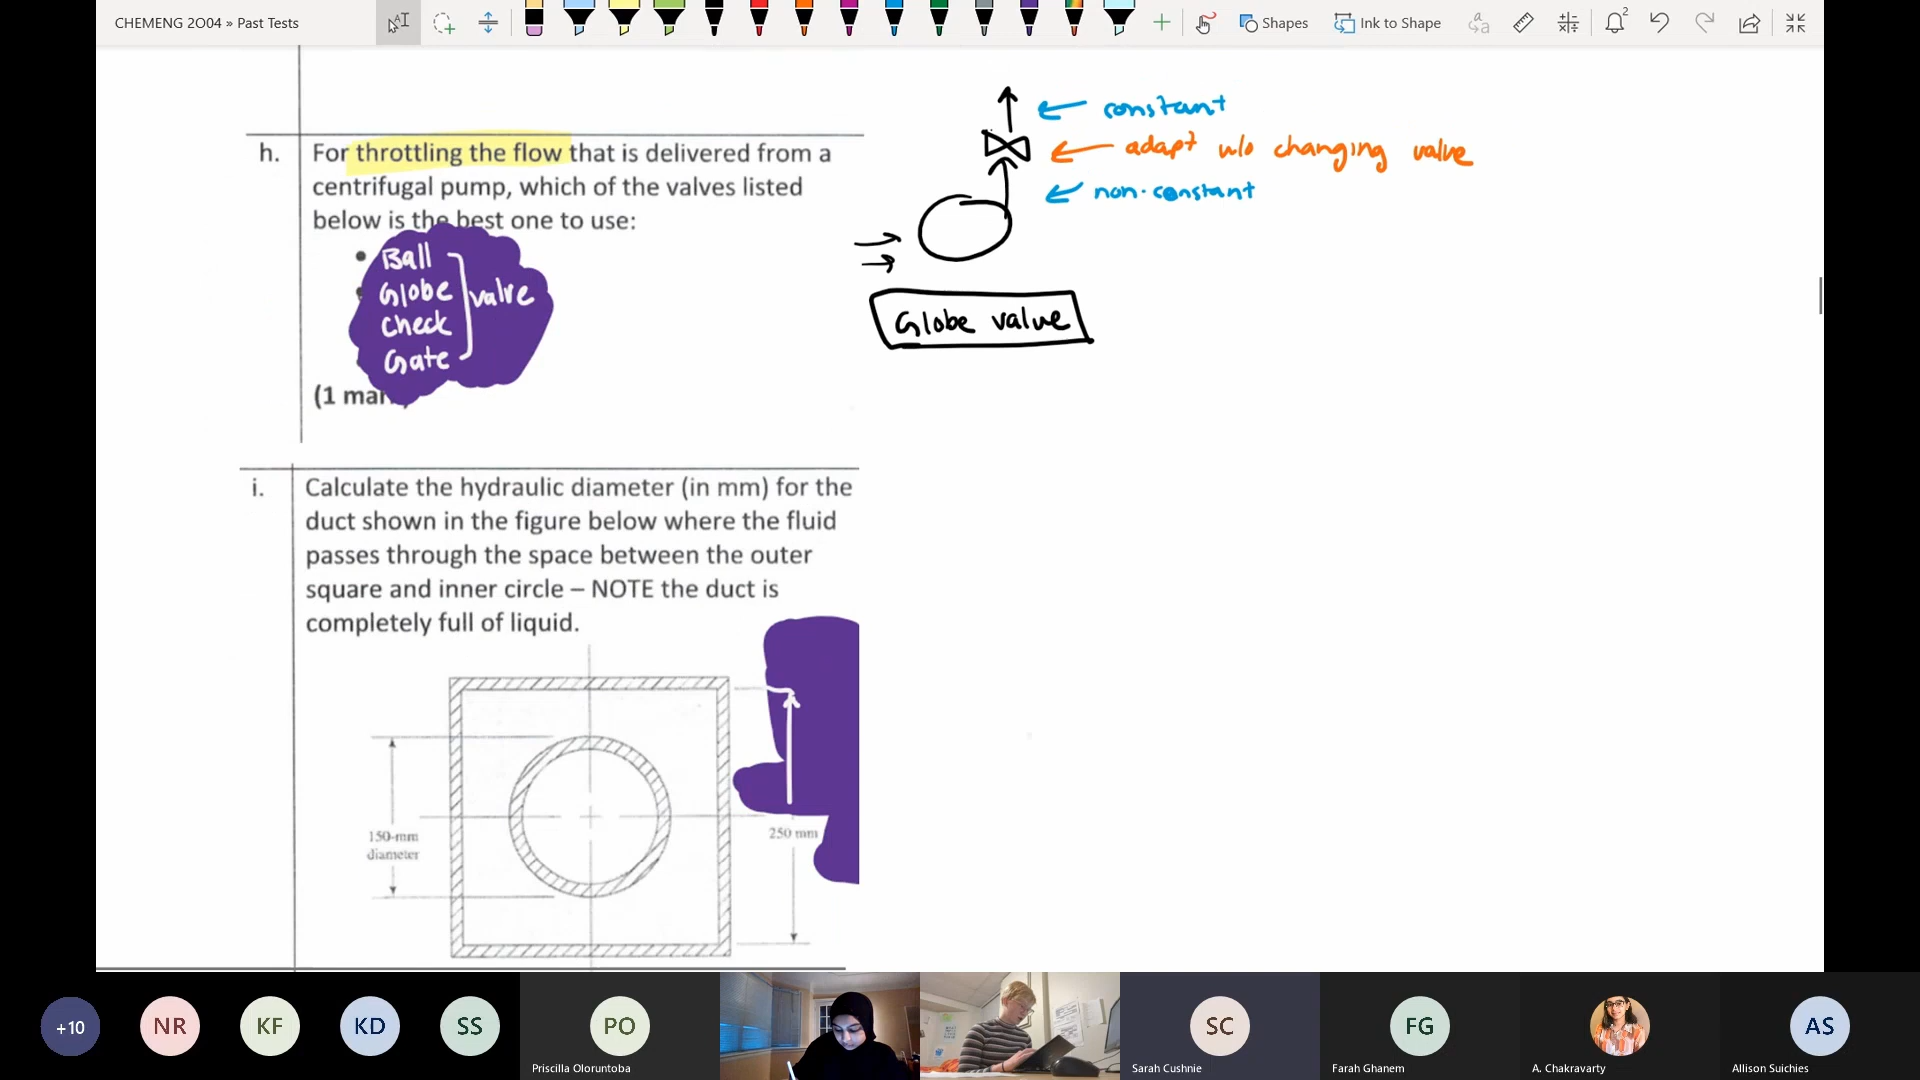 CHEMENG 2O04 » Past Tests
Shapes
Ink to Shape
2
h.
For throttling the flow that is delivered from a
centrifugal pump, which of the valves listed
below is the best one to use:
Ball
Globe
Check
Gate
valve
(1 mar
constant
adapt w/o changing valve
non-constant
Globe valve
i.
Calculate the hydraulic diameter (in mm) for the
duct shown in the figure below where the fluid
passes through the space between the outer
square and inner circle – NOTE the duct is
completely full of liquid.
150-mm
diameter
250 mm
+10
NR
KF
KD
SS
PO
Priscilla Oloruntoba
SC
Sarah Cushnie
FG
Farah Ghanem
A. Chakravarty
AS
Allison Suichies